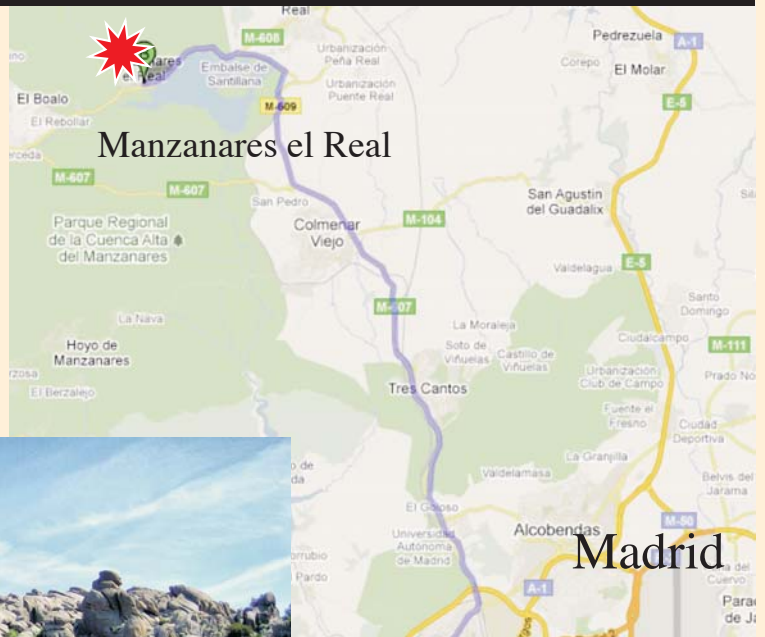 Real
M-608
Urbanización
Peña Real
Pedrezuela
A-1
Corepo
El Molar
Embalse de
Santillana
Urbanización
Puente Real
El Boalo
M-609
E-5
El Rebollar
Manzanares el Real
M-607
M-607
San Pedro
San Agustin
del Guadalix
Parque Regional
de la Cuenca Alta
del Manzanares
Colmenar
Viejo
M-104
Valdelagua
E-5
Santo
Domingo
La Nava
M-607
La Moraleja
Ciudalcampo
M-111
Hoyo de
Manzanares
Soto de
Viñuelas
Castillo de
Viñuelas
Urbanización
Club de Campo
Prado No
El Berzalejo
Tres Cantos
Fuente el
Fresno
Ciudad
Deportiva
La Granjilla
Valdelamasa
Belvis del
Jarama
El Goloso
M-50
Universidad
Autónoma
de Madrid
Alcobendas
Madrid
Pardo
A-1
Cuervo
Para
de Ja